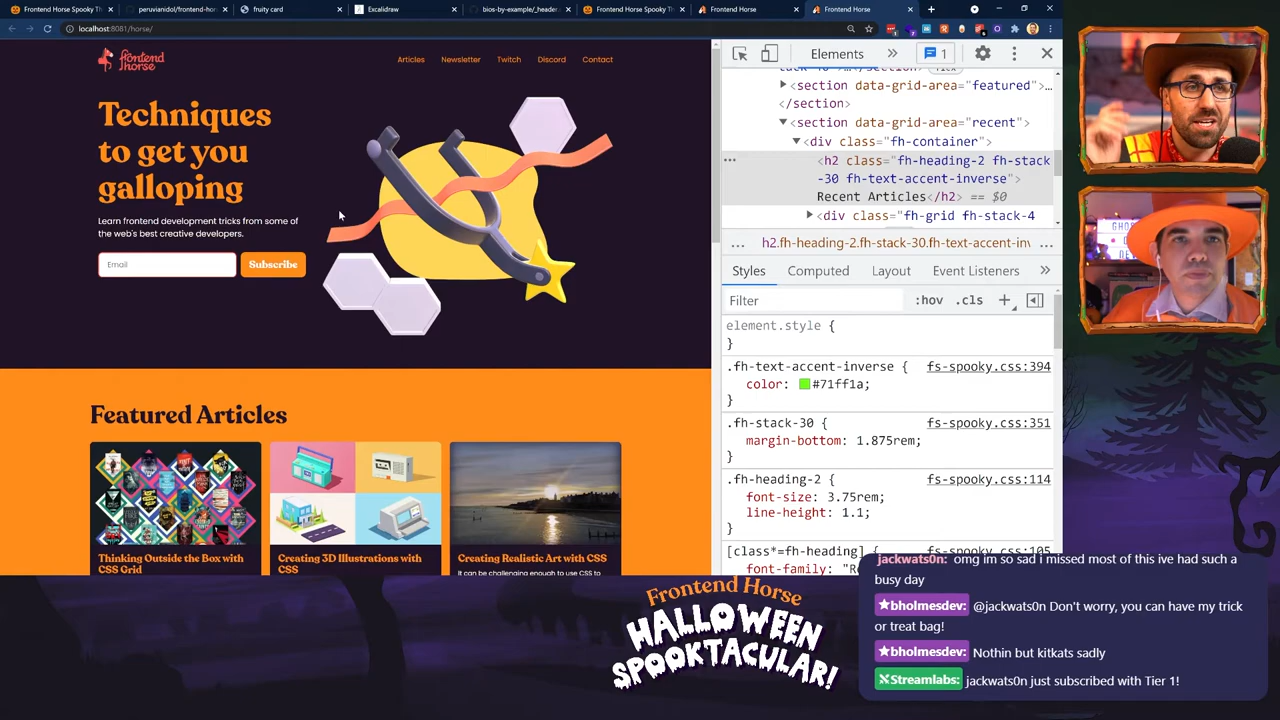 Frontend Horse Spooky Th
peruvianidol/frontend-hor
fruity card
Excalidraw
bios-by-example/_header.
Frontend Horse Spooky Th
Frontend Horse
Frontend Horse
localhost:8081/horse/
frontend
horse
Articles
Newsletter
Twitch
Discord
Contact
Techniques
to get you
galloping
Learn frontend development tricks from some of
the web's best creative developers.
Email
Subscribe
Featured Articles
Thinking Outside the Box with
CSS Grid
Creating 3D Illustrations with
CSS
Creating Realistic Art with CSS
It can be challenging enough to use CSS to
Elements
1
<section data-grid-area="featured">…
</section>
<section data-grid-area="recent">
<div class="fh-container">
<h2 class="fh-heading-2 fh-stack
-30 fh-text-accent-inverse">
Recent Articles</h2> == $0
<div class="fh-grid fh-stack-4
h2.fh-heading-2.fh-stack-30.fh-text-accent-inv
Styles
Computed
Layout
Event Listeners
Filter
:hov
.cls
element.style {
}
.fh-text-accent-inverse {
fs-spooky.css:394
color: #71ff1a;
}
.fh-stack-30 {
fs-spooky.css:351
margin-bottom: 1.875rem;
}
.fh-heading-2 {
fs-spooky.css:114
font-size: 3.75rem;
line-height: 1.1;
}
[class*=fh-heading] {
fs-spooky.css:105
Frontend Horse
HALLOWEEN
SPOOKTACULAR!
jackwats0n: omg im so sad i missed most of this ive had such a
busy day
bholmesdev: @jackwats0n Don't worry, you can have my trick
or treat bag!
bholmesdev: Nothin but kitkats sadly
Streamlabs: jackwats0n just subscribed with Tier 1!